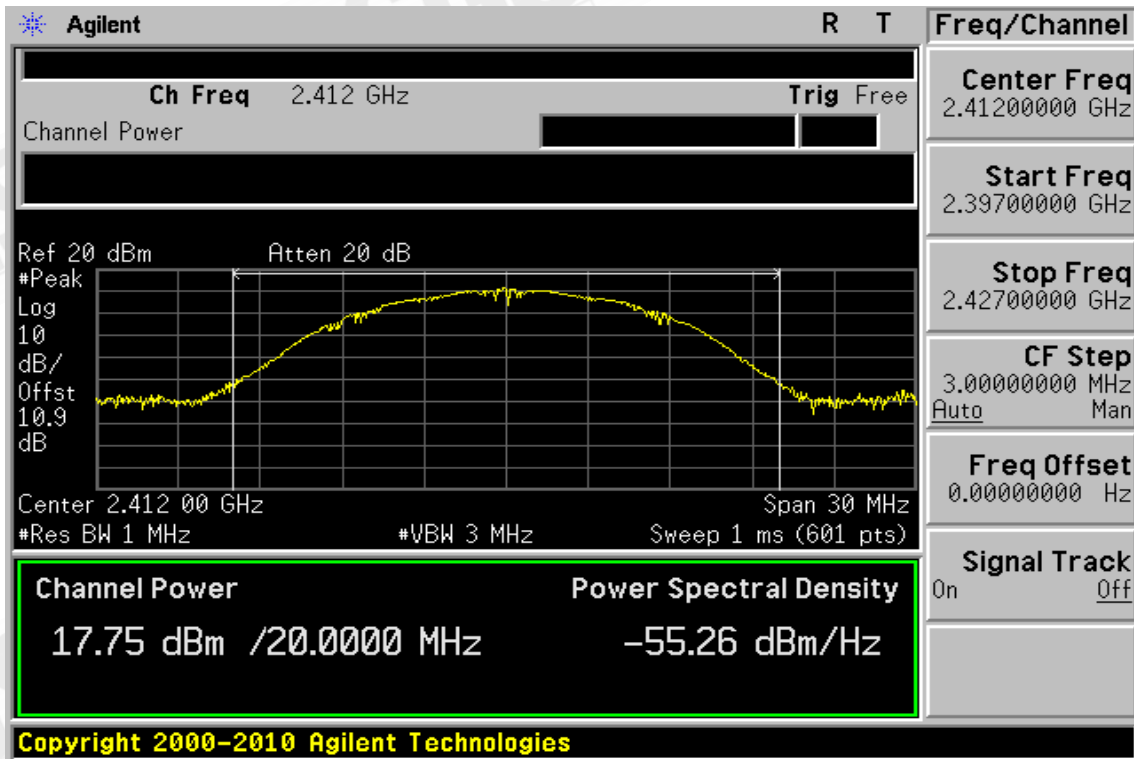 Agilent R T
Ch Freq 2.412 GHz Trig Free
Channel Power
Ref 20 dBm Atten 20 dB
#Peak
Log
10
dB/
Offst
10.9
dB
Center 2.412 00 GHz Span 30 MHz
#Res BW 1 MHz #VBW 3 MHz Sweep 1 ms (601 pts)
Channel Power Power Spectral Density
17.75 dBm /20.0000 MHz -55.26 dBm/Hz
Copyright 2000-2010 Agilent Technologies
Freq/Channel
Center Freq
2.41200000 GHz
Start Freq
2.39700000 GHz
Stop Freq
2.42700000 GHz
CF Step
3.00000000 MHz
Auto Man
Freq Offset
0.00000000 Hz
Signal Track
On Off